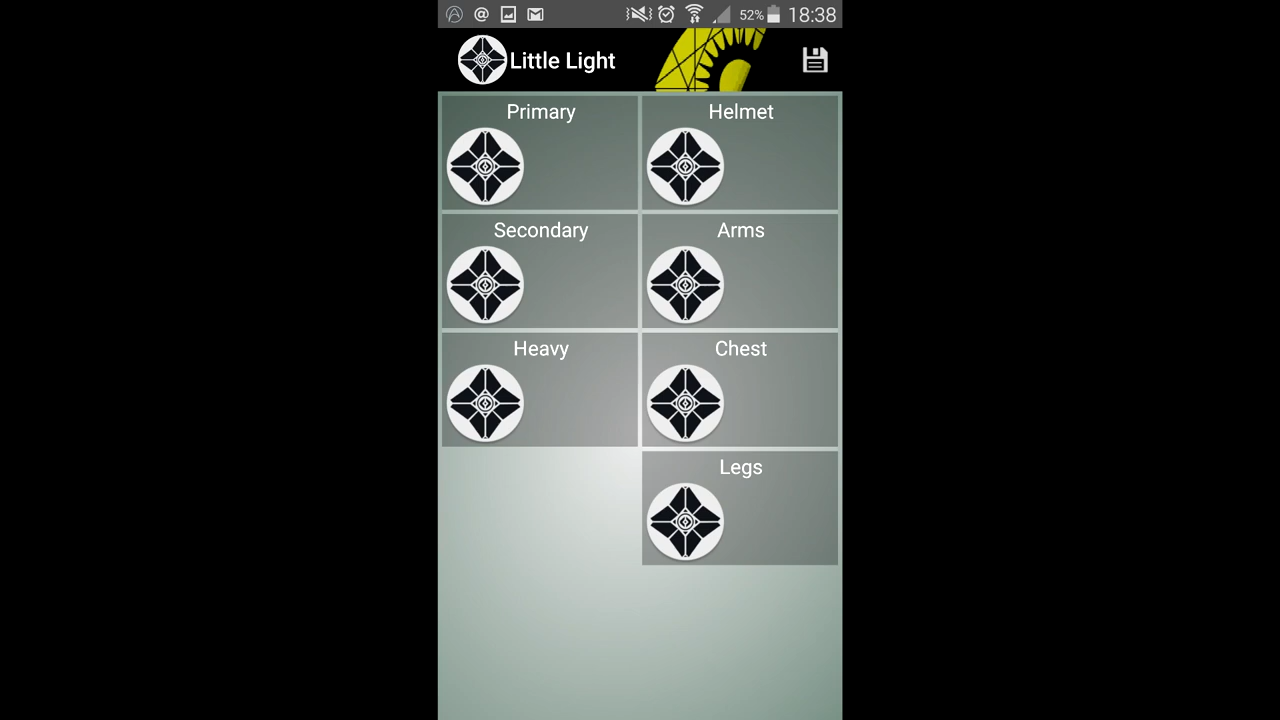 52% 18:38
Little Light
Primary
Helmet
Secondary
Arms
Heavy
Chest
Legs